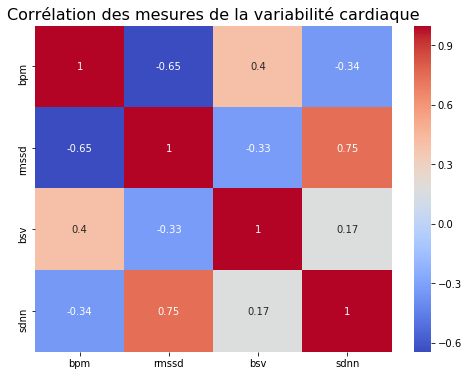 Corrélation des mesures de la variabilité cardiaque
bpm 1 -0.65 0.4 -0.34
rmssd -0.65 1 -0.33 0.75
bsv 0.4 -0.33 1 0.17
sdnn -0.34 0.75 0.17 1
bpm rmssd bsv sdnn
0.9
0.6
0.3
0.0
-0.3
-0.6